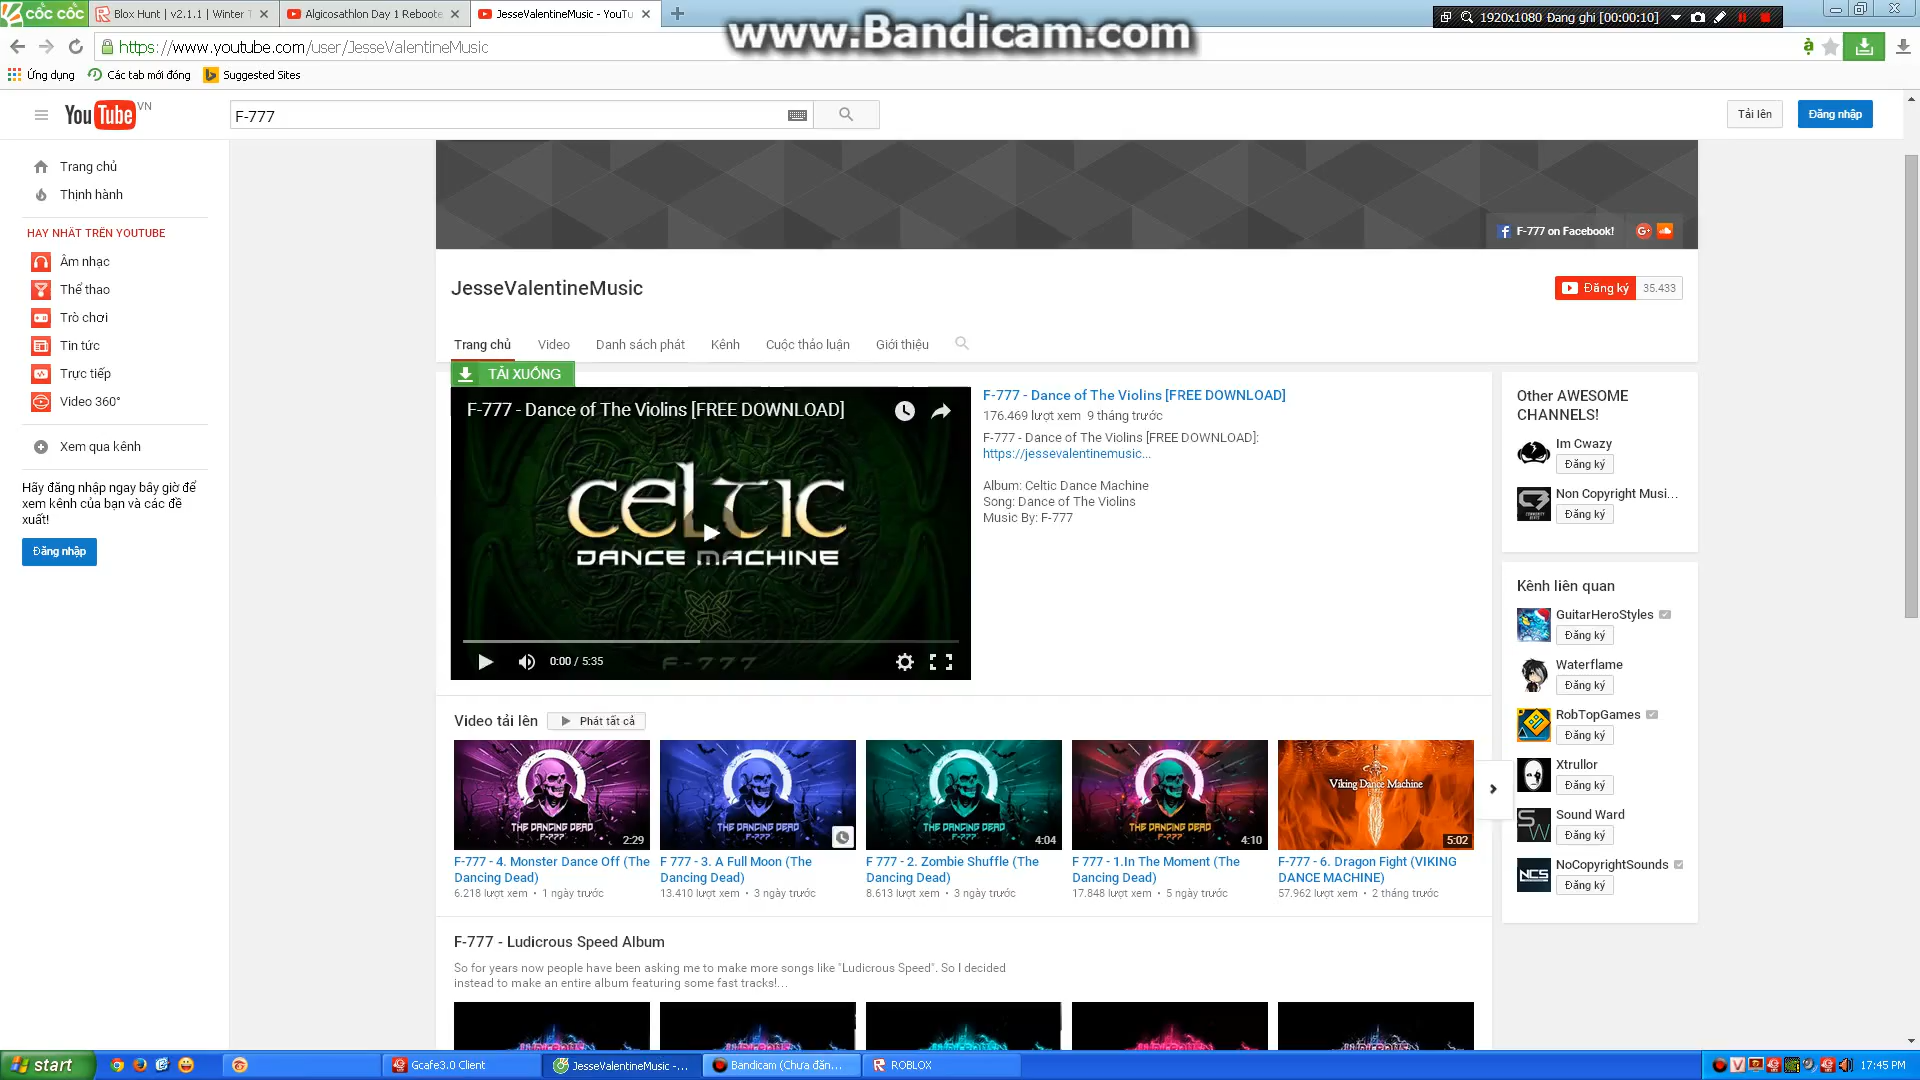 CỐC CỐC
Blox Hunt | v2.1.1 | Winter T
Algicosathlon Day 1 Reboote
JesseValentineMusic - YouTu
www.Bandicam.com
1920x1080 Đang ghi [00:00:10]
https://www.youtube.com/user/JesseValentineMusic
Ứng dụng
Các tab mới đóng
Suggested Sites
YouTube VN
F-777
Tải lên
Đăng nhập
Trang chủ
Thịnh hành
HAY NHẤT TRÊN YOUTUBE
Âm nhạc
Thể thao
Trò chơi
Tin tức
Trực tiếp
Video 360°
Xem qua kênh
Hãy đăng nhập ngay bây giờ để
xem kênh của bạn và các đề
xuất!
Đăng nhập
F-777 on Facebook!
JesseValentineMusic
Đăng ký 35.433
Trang chủ
Video
Danh sách phát
Kênh
Cuộc thảo luận
Giới thiệu
TẢI XUỐNG
F-777 - Dance of The Violins [FREE DOWNLOAD]
CELTIC
DANCE MACHINE
F-777
0:00 / 5:35
F-777 - Dance of The Violins [FREE DOWNLOAD]
176.469 lượt xem 9 tháng trước
F-777 - Dance of The Violins [FREE DOWNLOAD]:
https://jessevalentinemusic...
Album: Celtic Dance Machine
Song: Dance of The Violins
Music By: F-777
Other AWESOME
CHANNELS!
Im Cwazy
Đăng ký
Non Copyright Musi...
Đăng ký
Kênh liên quan
GuitarHeroStyles
Đăng ký
Waterflame
Đăng ký
RobTopGames
Đăng ký
Xtrullor
Đăng ký
Sound Ward
Đăng ký
NCS
NoCopyrightSounds
Đăng ký
Video tải lên
Phát tất cả
THE DANCING DEAD
F-777
2:29
F-777 - 4. Monster Dance Off (The
Dancing Dead)
6.218 lượt xem • 1 ngày trước
THE DANCING DEAD
F-777
F 777 - 3. A Full Moon (The
Dancing Dead)
13.410 lượt xem • 3 ngày trước
THE DANCING DEAD
F-777
4:04
F 777 - 2. Zombie Shuffle (The
Dancing Dead)
8.613 lượt xem • 3 ngày trước
THE DANCING DEAD
F-777
4:10
F 777 - 1.In The Moment (The
Dancing Dead)
17.848 lượt xem • 5 ngày trước
Viking Dance Machine
5:02
F-777 - 6. Dragon Fight (VIKING
DANCE MACHINE)
57.962 lượt xem • 2 tháng trước
F-777 - Ludicrous Speed Album
So for years now people have been asking me to make more songs like "Ludicrous Speed". So I decided
instead to make an entire album featuring some fast tracks!...
start
Gcafe3.0 Client
JesseValentineMusic -...
Bandicam (Chưa đăn...
ROBLOX
17:45 PM